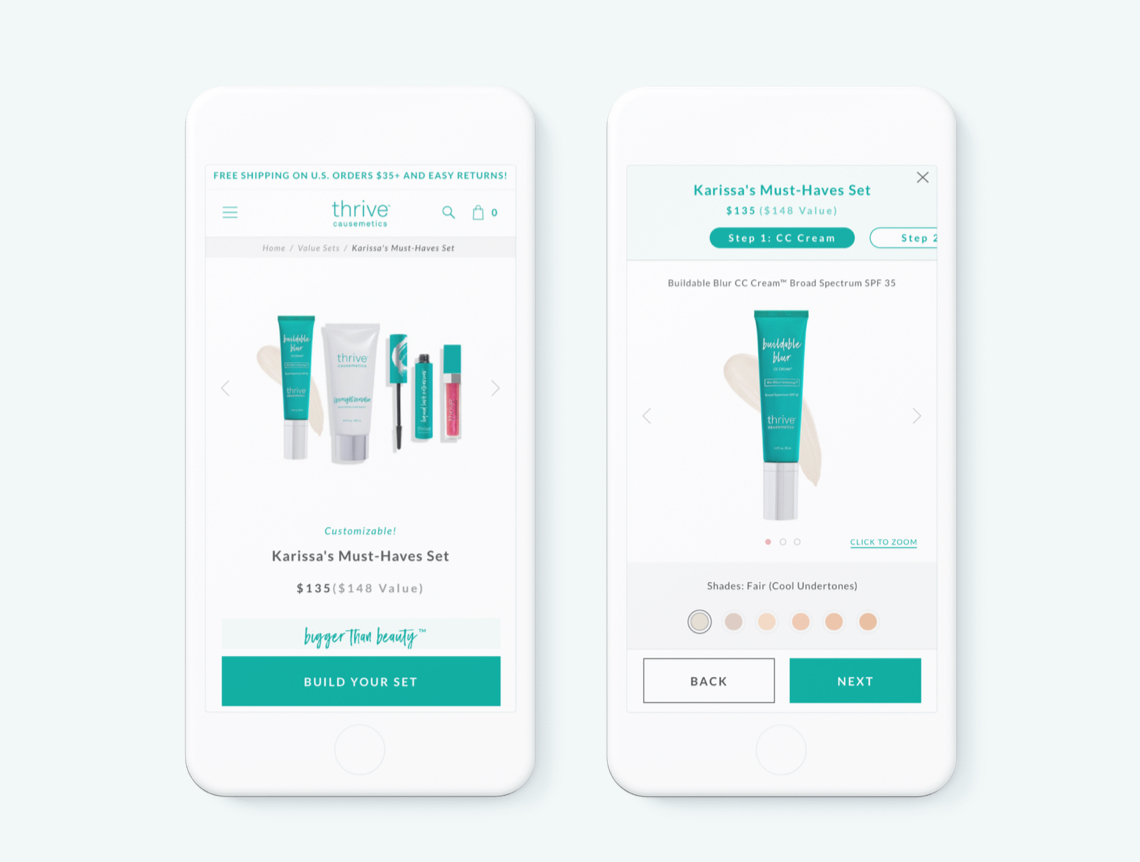 FREE SHIPPING ON U.S. ORDERS $35+ AND EASY RETURNS!
thrive
causemetics
0
Home / Value Sets / Karissa's Must-Haves Set
buildable
blur
CC CREAM
thrive
causemetics
thrive
causemetics
Customizable!
Karissa's Must-Haves Set
$135($148 Value)
bigger than beauty™
BUILD YOUR SET
Karissa's Must-Haves Set
$135 ($148 Value)
Step 1: CC Cream
Step 2
Buildable Blur CC Cream™ Broad Spectrum SPF 35
buildable
blur
CC CREAM
thrive
causemetics
CLICK TO ZOOM
Shades: Fair (Cool Undertones)
BACK
NEXT